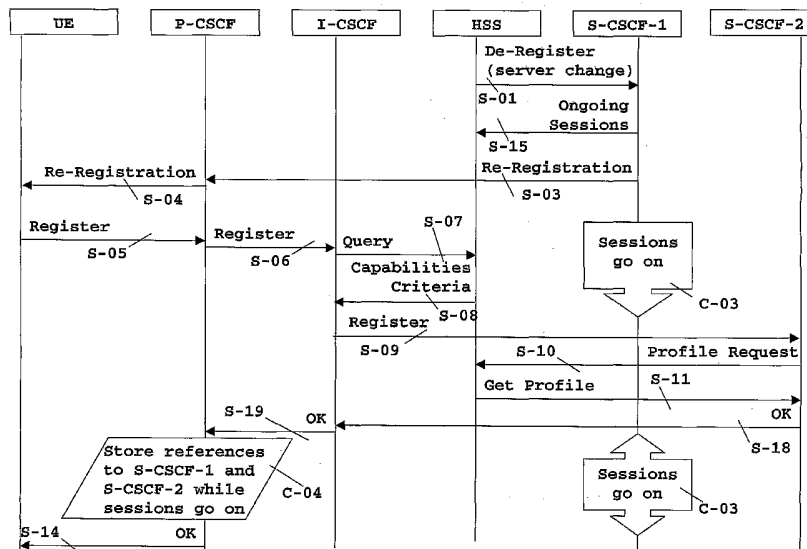 UE P-CSCF I-CSCF HSS S-CSCF-1 S-CSCF-2
De-Register
(server change)
S-01
Ongoing
Sessions
S-15
Re-Registration
Re-Registration
S-03
S-04
Register
S-05
Register
S-06
Query
S-07
Sessions
go on
C-03
Capabilities
Criteria
S-08
Register
S-09
S-10
Profile Request
Get Profile
S-11
OK
S-18
S-19
OK
Store references
to S-CSCF-1 and
S-CSCF-2 while
sessions go on
C-04
Sessions
go on
C-03
S-14
OK